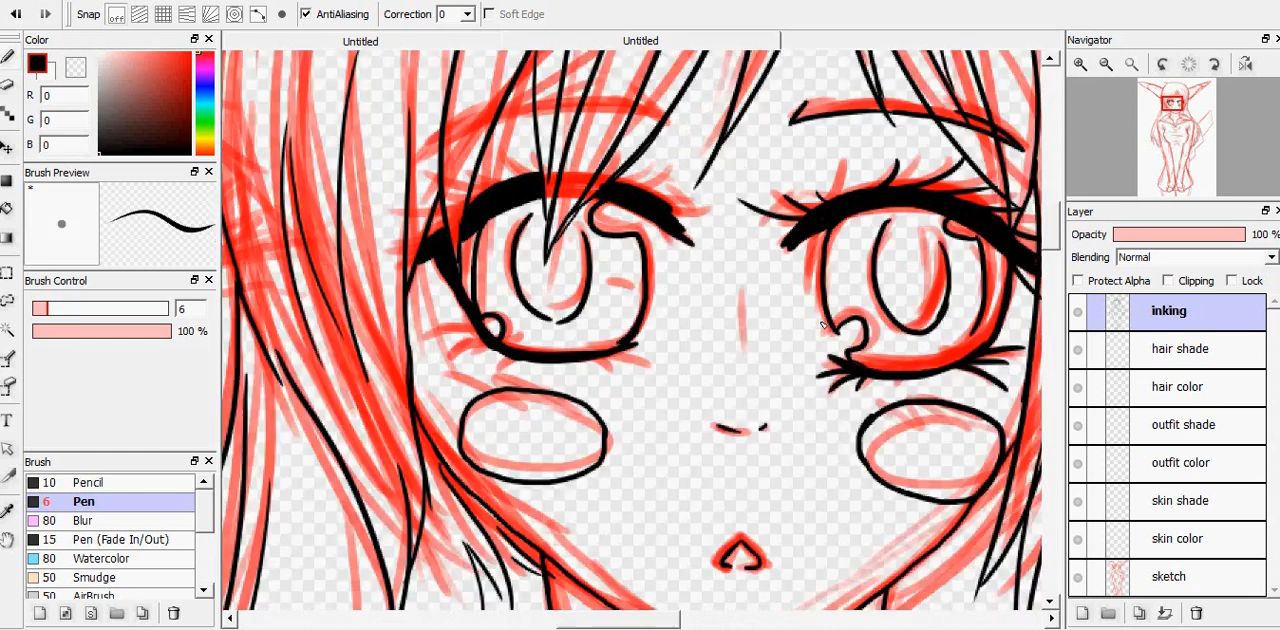 Snap off AntiAliasing Correction 0 Soft Edge
Color
R 0
G 0
B 0
Brush Preview
*
Brush Control
6
100 %
Brush
10 Pencil
6 Pen
80 Blur
15 Pen (Fade In/Out)
80 Watercolor
50 Smudge
50 AirBrush
Untitled Untitled
T
Navigator
Layer
Opacity 100 %
Blending Normal
Protect Alpha Clipping Lock
inking
hair shade
hair color
outfit shade
outfit color
skin shade
skin color
sketch